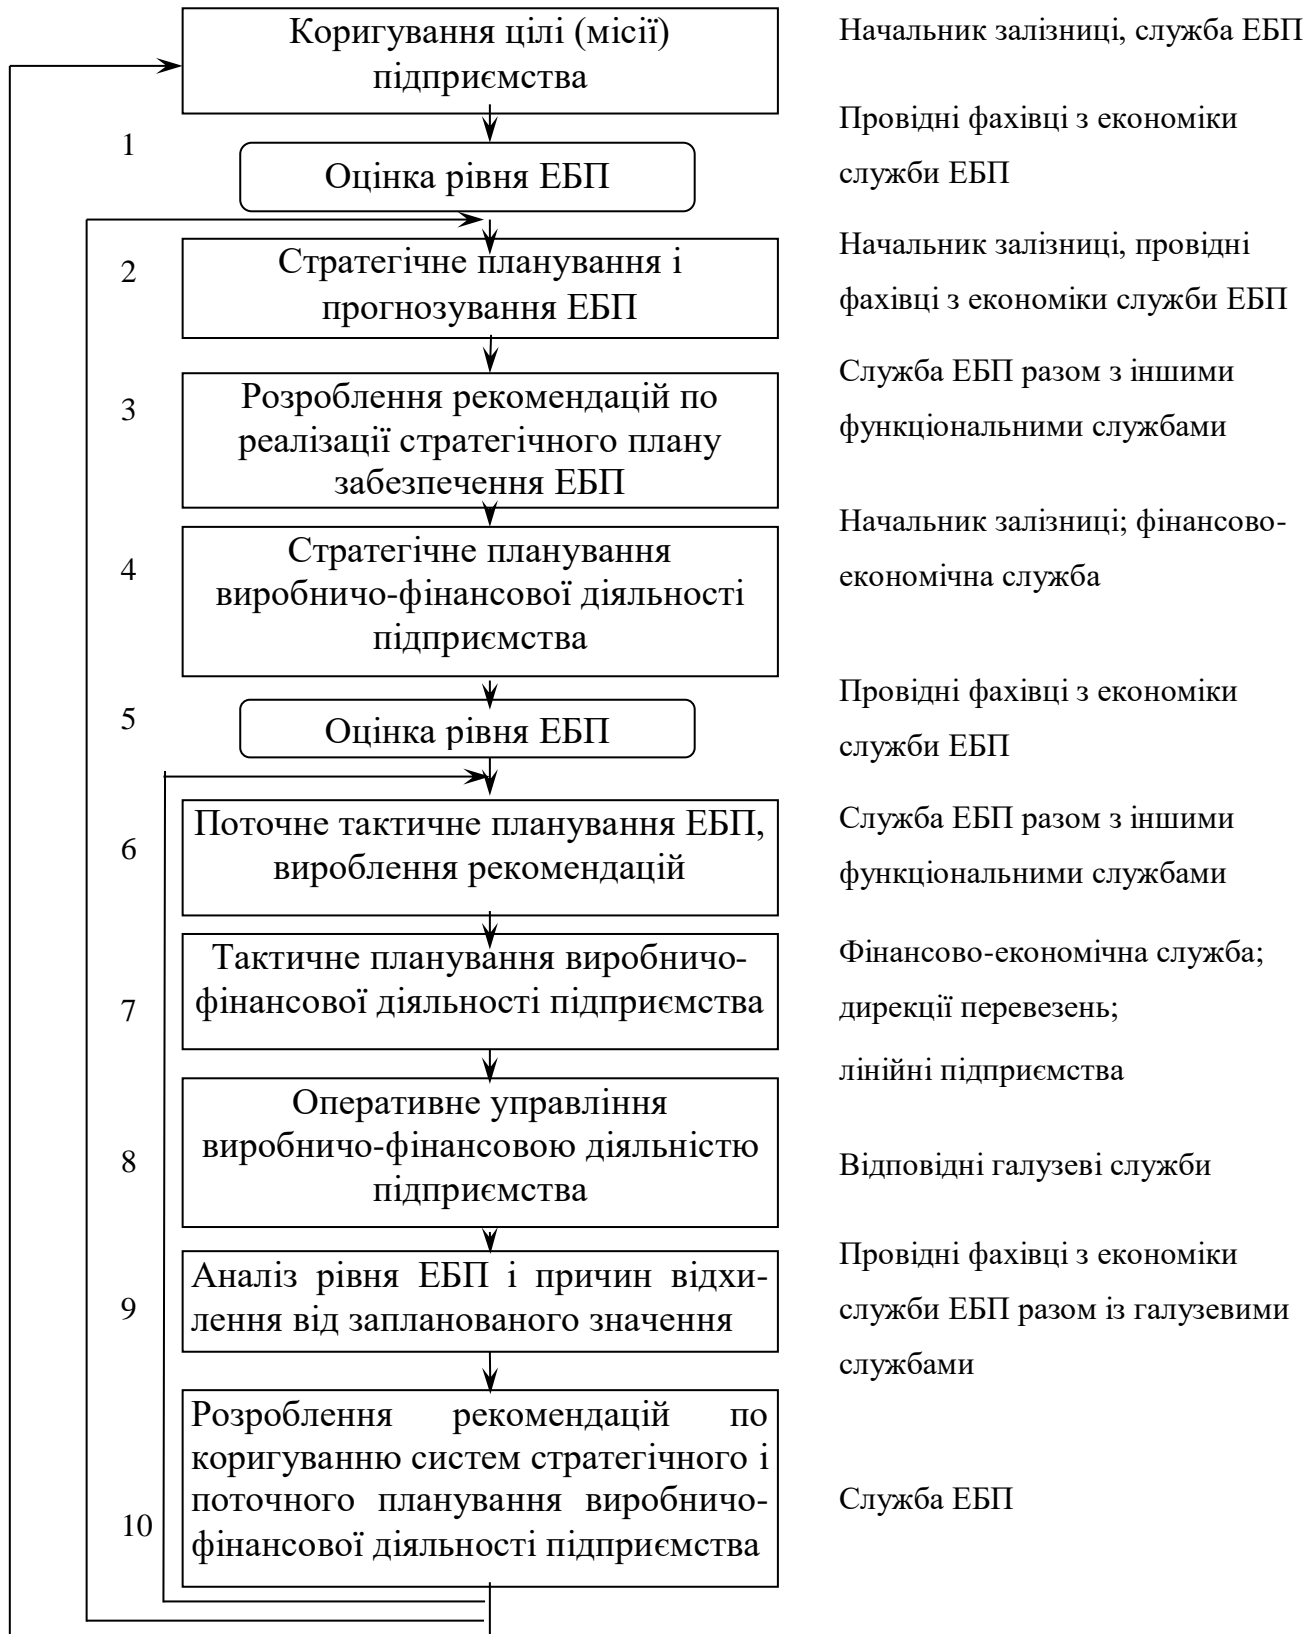 Коригування цілі (місії)
підприємства
Начальник залізниці, служба ЕБП
1
Оцінка рівня ЕБП
Провідні фахівці з економіки
служби ЕБП
2
Стратегічне планування і
прогнозування ЕБП
Начальник залізниці, провідні
фахівці з економіки служби ЕБП
3
Розроблення рекомендацій по
реалізації стратегічного плану
забезпечення ЕБП
Служба ЕБП разом з іншими
функціональними службами
4
Стратегічне планування
виробничо-фінансової діяльності
підприємства
Начальник залізниці; фінансово-
економічна служба
5
Оцінка рівня ЕБП
Провідні фахівці з економіки
служби ЕБП
6
Поточне тактичне планування ЕБП,
вироблення рекомендацій
Служба ЕБП разом з іншими
функціональними службами
7
Тактичне планування виробничо-
фінансової діяльності підприємства
Фінансово-економічна служба;
дирекції перевезень;
лінійні підприємства
8
Оперативне управління
виробничо-фінансовою діяльністю
підприємства
Відповідні галузеві служби
9
Аналіз рівня ЕБП і причин відхи-
лення від запланованого значення
Провідні фахівці з економіки
служби ЕБП разом із галузевими
службами
10
Розроблення рекомендацій по
коригуванню систем стратегічного і
поточного планування виробничо-
фінансової діяльності підприємства
Служба ЕБП